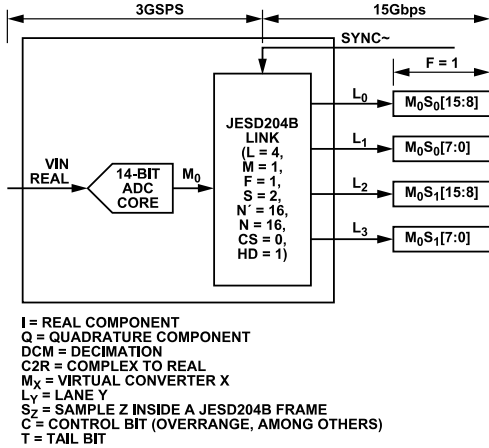 3GSPS
15Gbps
SYNC~
F = 1
L0
M0S0[15:8]
JESD204B
LINK
(L = 4,
M = 1,
F = 1,
S = 2,
N´ = 16,
N = 16,
CS = 0,
HD = 1)
L1
M0S0[7:0]
VIN
REAL
14-BIT
ADC
CORE
M0
L2
M0S1[15:8]
L3
M0S1[7:0]
I = REAL COMPONENT
Q = QUADRATURE COMPONENT
DCM = DECIMATION
C2R = COMPLEX TO REAL
MX = VIRTUAL CONVERTER X
LY = LANE Y
SZ = SAMPLE Z INSIDE A JESD204B FRAME
C = CONTROL BIT (OVERRANGE, AMONG OTHERS)
T = TAIL BIT